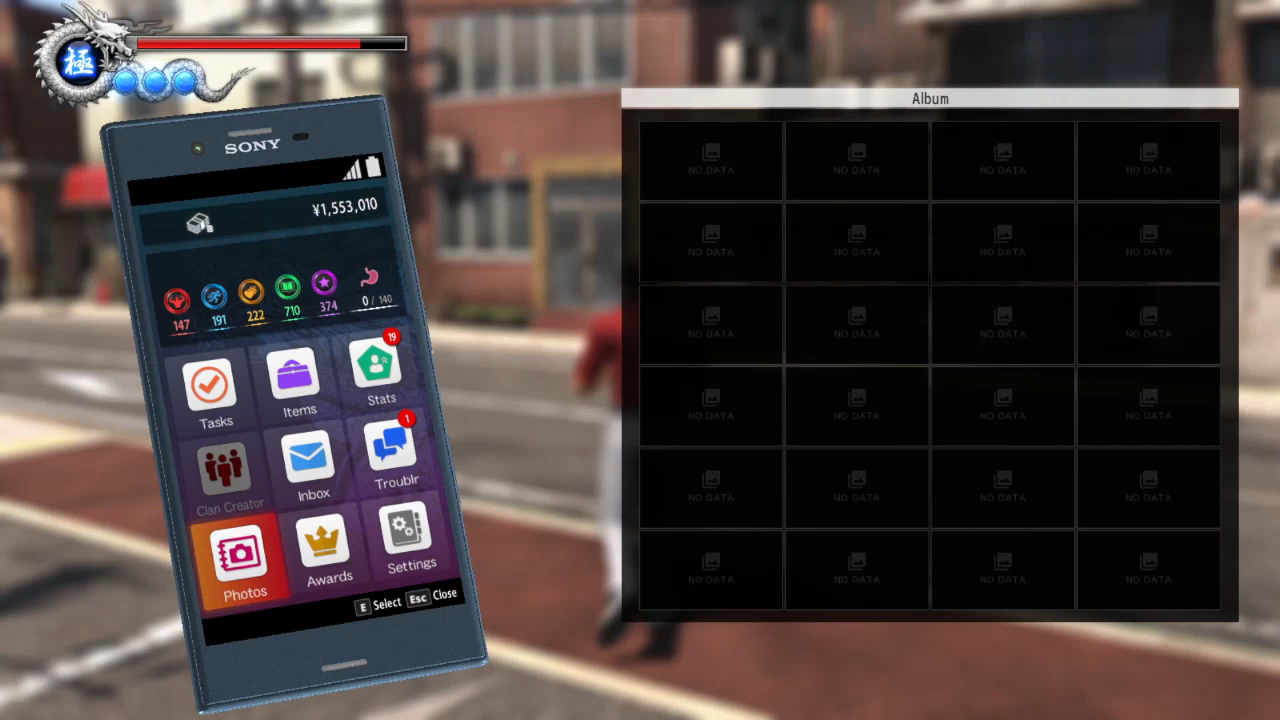 極
SONY
¥1,553,010
147 191 222 710 374 0 / 140
19
Tasks Items Stats
1
Clan Creator Inbox Troublr
Photos Awards Settings
E Select Esc Close
Album
NO DATA NO DATA NO DATA NO DATA
NO DATA NO DATA NO DATA NO DATA
NO DATA NO DATA NO DATA NO DATA
NO DATA NO DATA NO DATA NO DATA
NO DATA NO DATA NO DATA NO DATA
NO DATA NO DATA NO DATA NO DATA